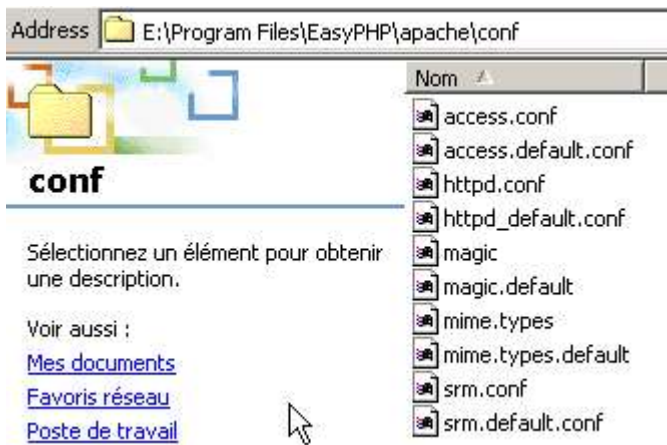 Address E:\Program Files\EasyPHP\apache\conf
conf
Sélectionnez un élément pour obtenir
une description.
Voir aussi :
Mes documents
Favoris réseau
Poste de travail
Nom
access.conf
access.default.conf
httpd.conf
httpd_default.conf
magic
magic.default
mime.types
mime.types.default
srm.conf
srm.default.conf